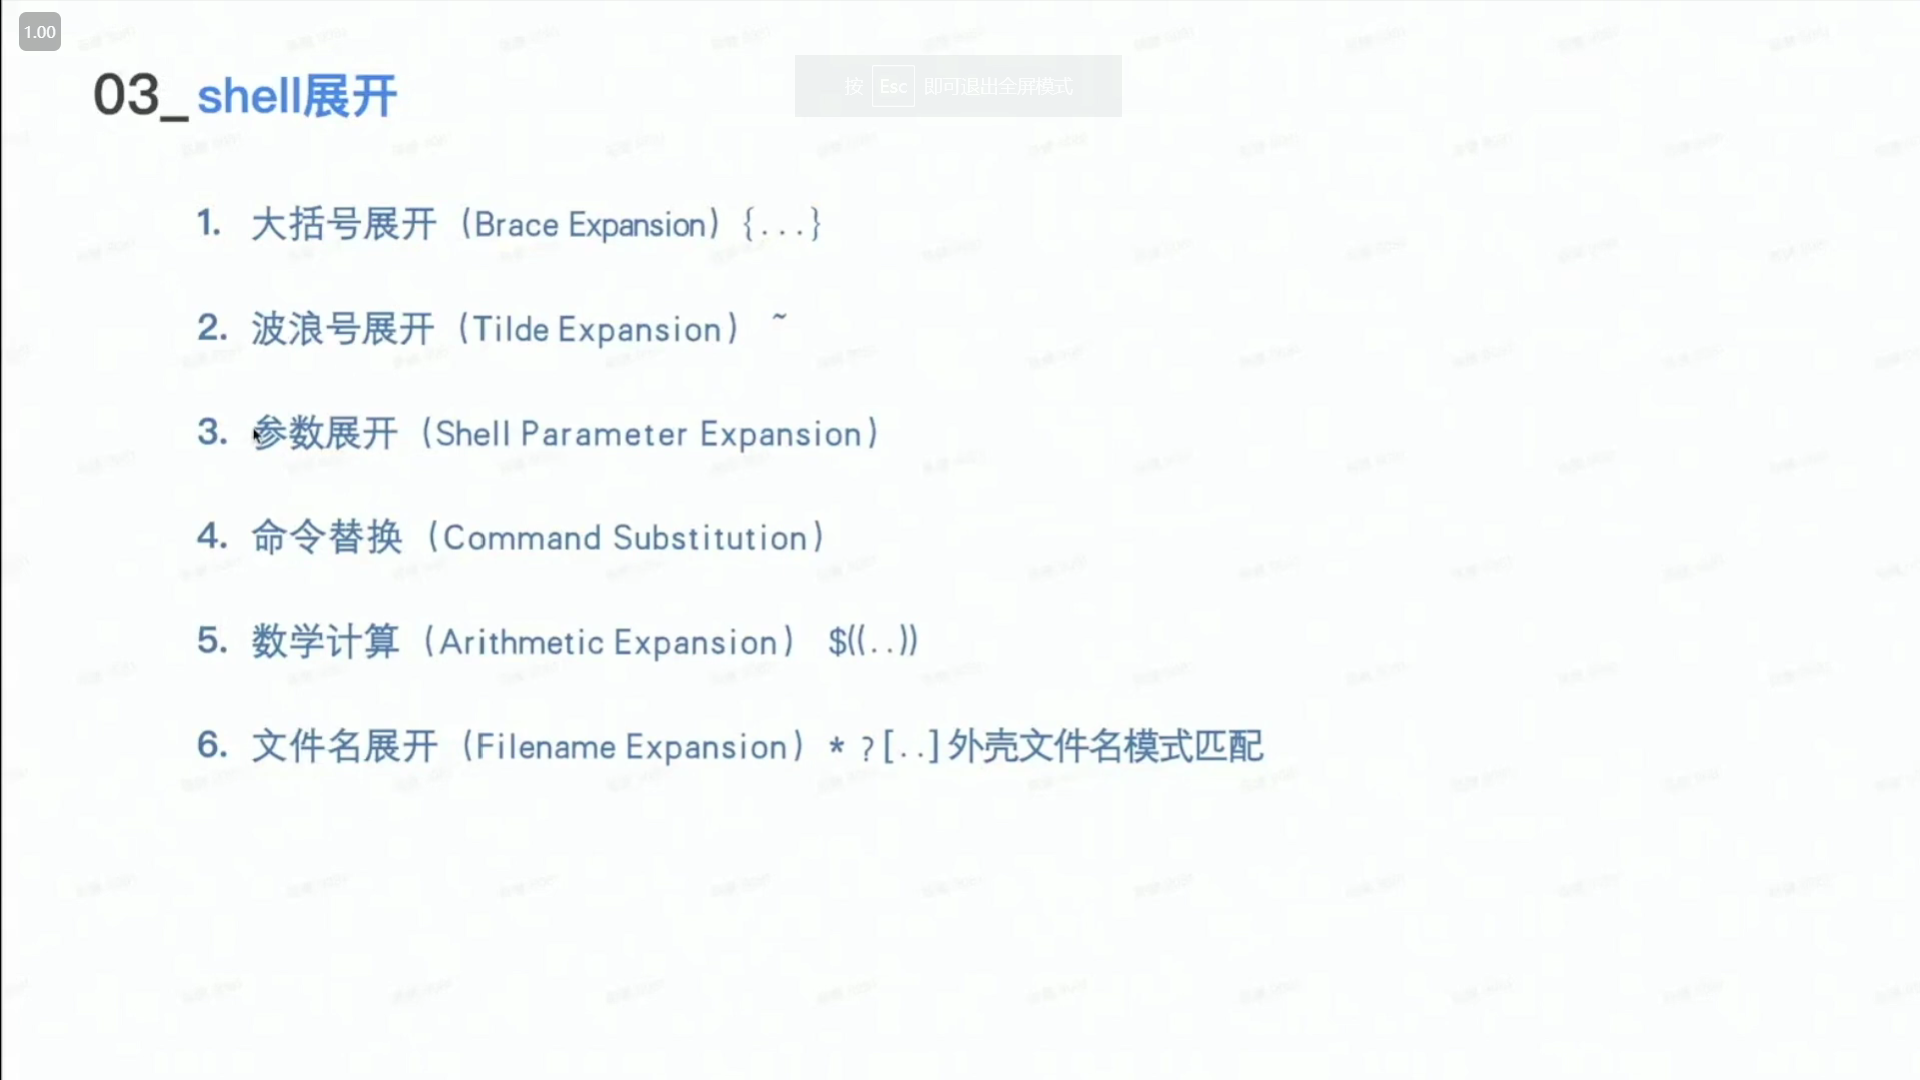 1.00
按 Esc 即可退出全屏模式
03_shell展开
1. 大括号展开（Brace Expansion）{...}
2. 波浪号展开（Tilde Expansion） ~
3. 参数展开（Shell Parameter Expansion）
4. 命令替换（Command Substitution）
5. 数学计算（Arithmetic Expansion） $((..))
6. 文件名展开（Filename Expansion）* ?[..]外壳文件名模式匹配